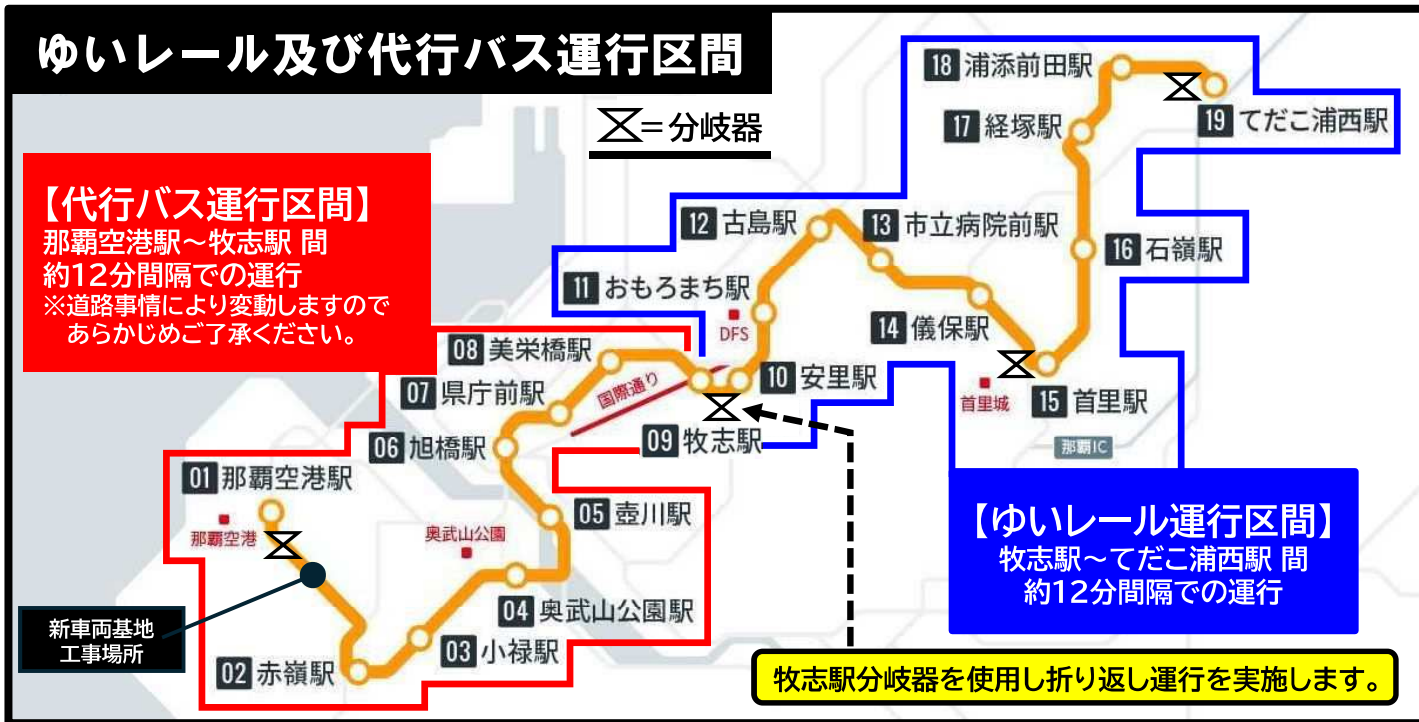 ゆいレール及び代行バス運行区間
=分岐器
【代行バス運行区間】
那覇空港駅～牧志駅 間
約12分間隔での運行
※道路事情により変動しますので
あらかじめご了承ください。
18 浦添前田駅
19 てだこ浦西駅
17 経塚駅
12 古島駅
13 市立病院前駅
16 石嶺駅
11 おもろまち駅
DFS
14 儀保駅
08 美栄橋駅
10 安里駅
07 県庁前駅
国際通り
首里城
15 首里駅
06 旭橋駅
09 牧志駅
那覇IC
01 那覇空港駅
那覇空港
05 壺川駅
奥武山公園
04 奥武山公園駅
03 小禄駅
02 赤嶺駅
新車両基地
工事場所
【ゆいレール運行区間】
牧志駅～てだこ浦西駅 間
約12分間隔での運行
牧志駅分岐器を使用し折り返し運行を実施します。